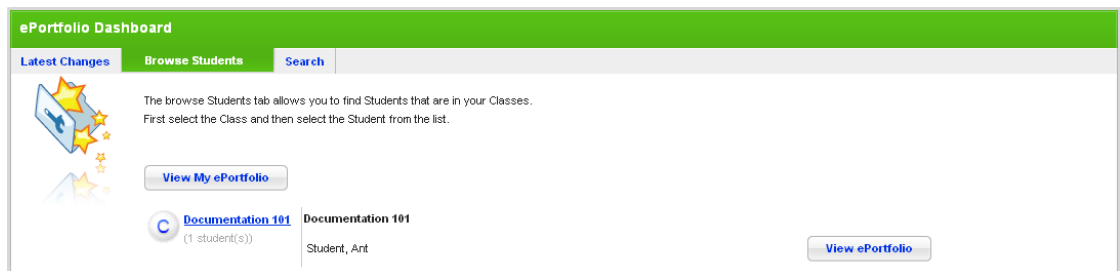 ePortfolio Dashboard
Latest Changes Browse Students Search
The browse Students tab allows you to find Students that are in your Classes.
First select the Class and then select the Student from the list.
View My ePortfolio
C Documentation 101 Documentation 101
(1 student(s))
Student, Ant View ePortfolio